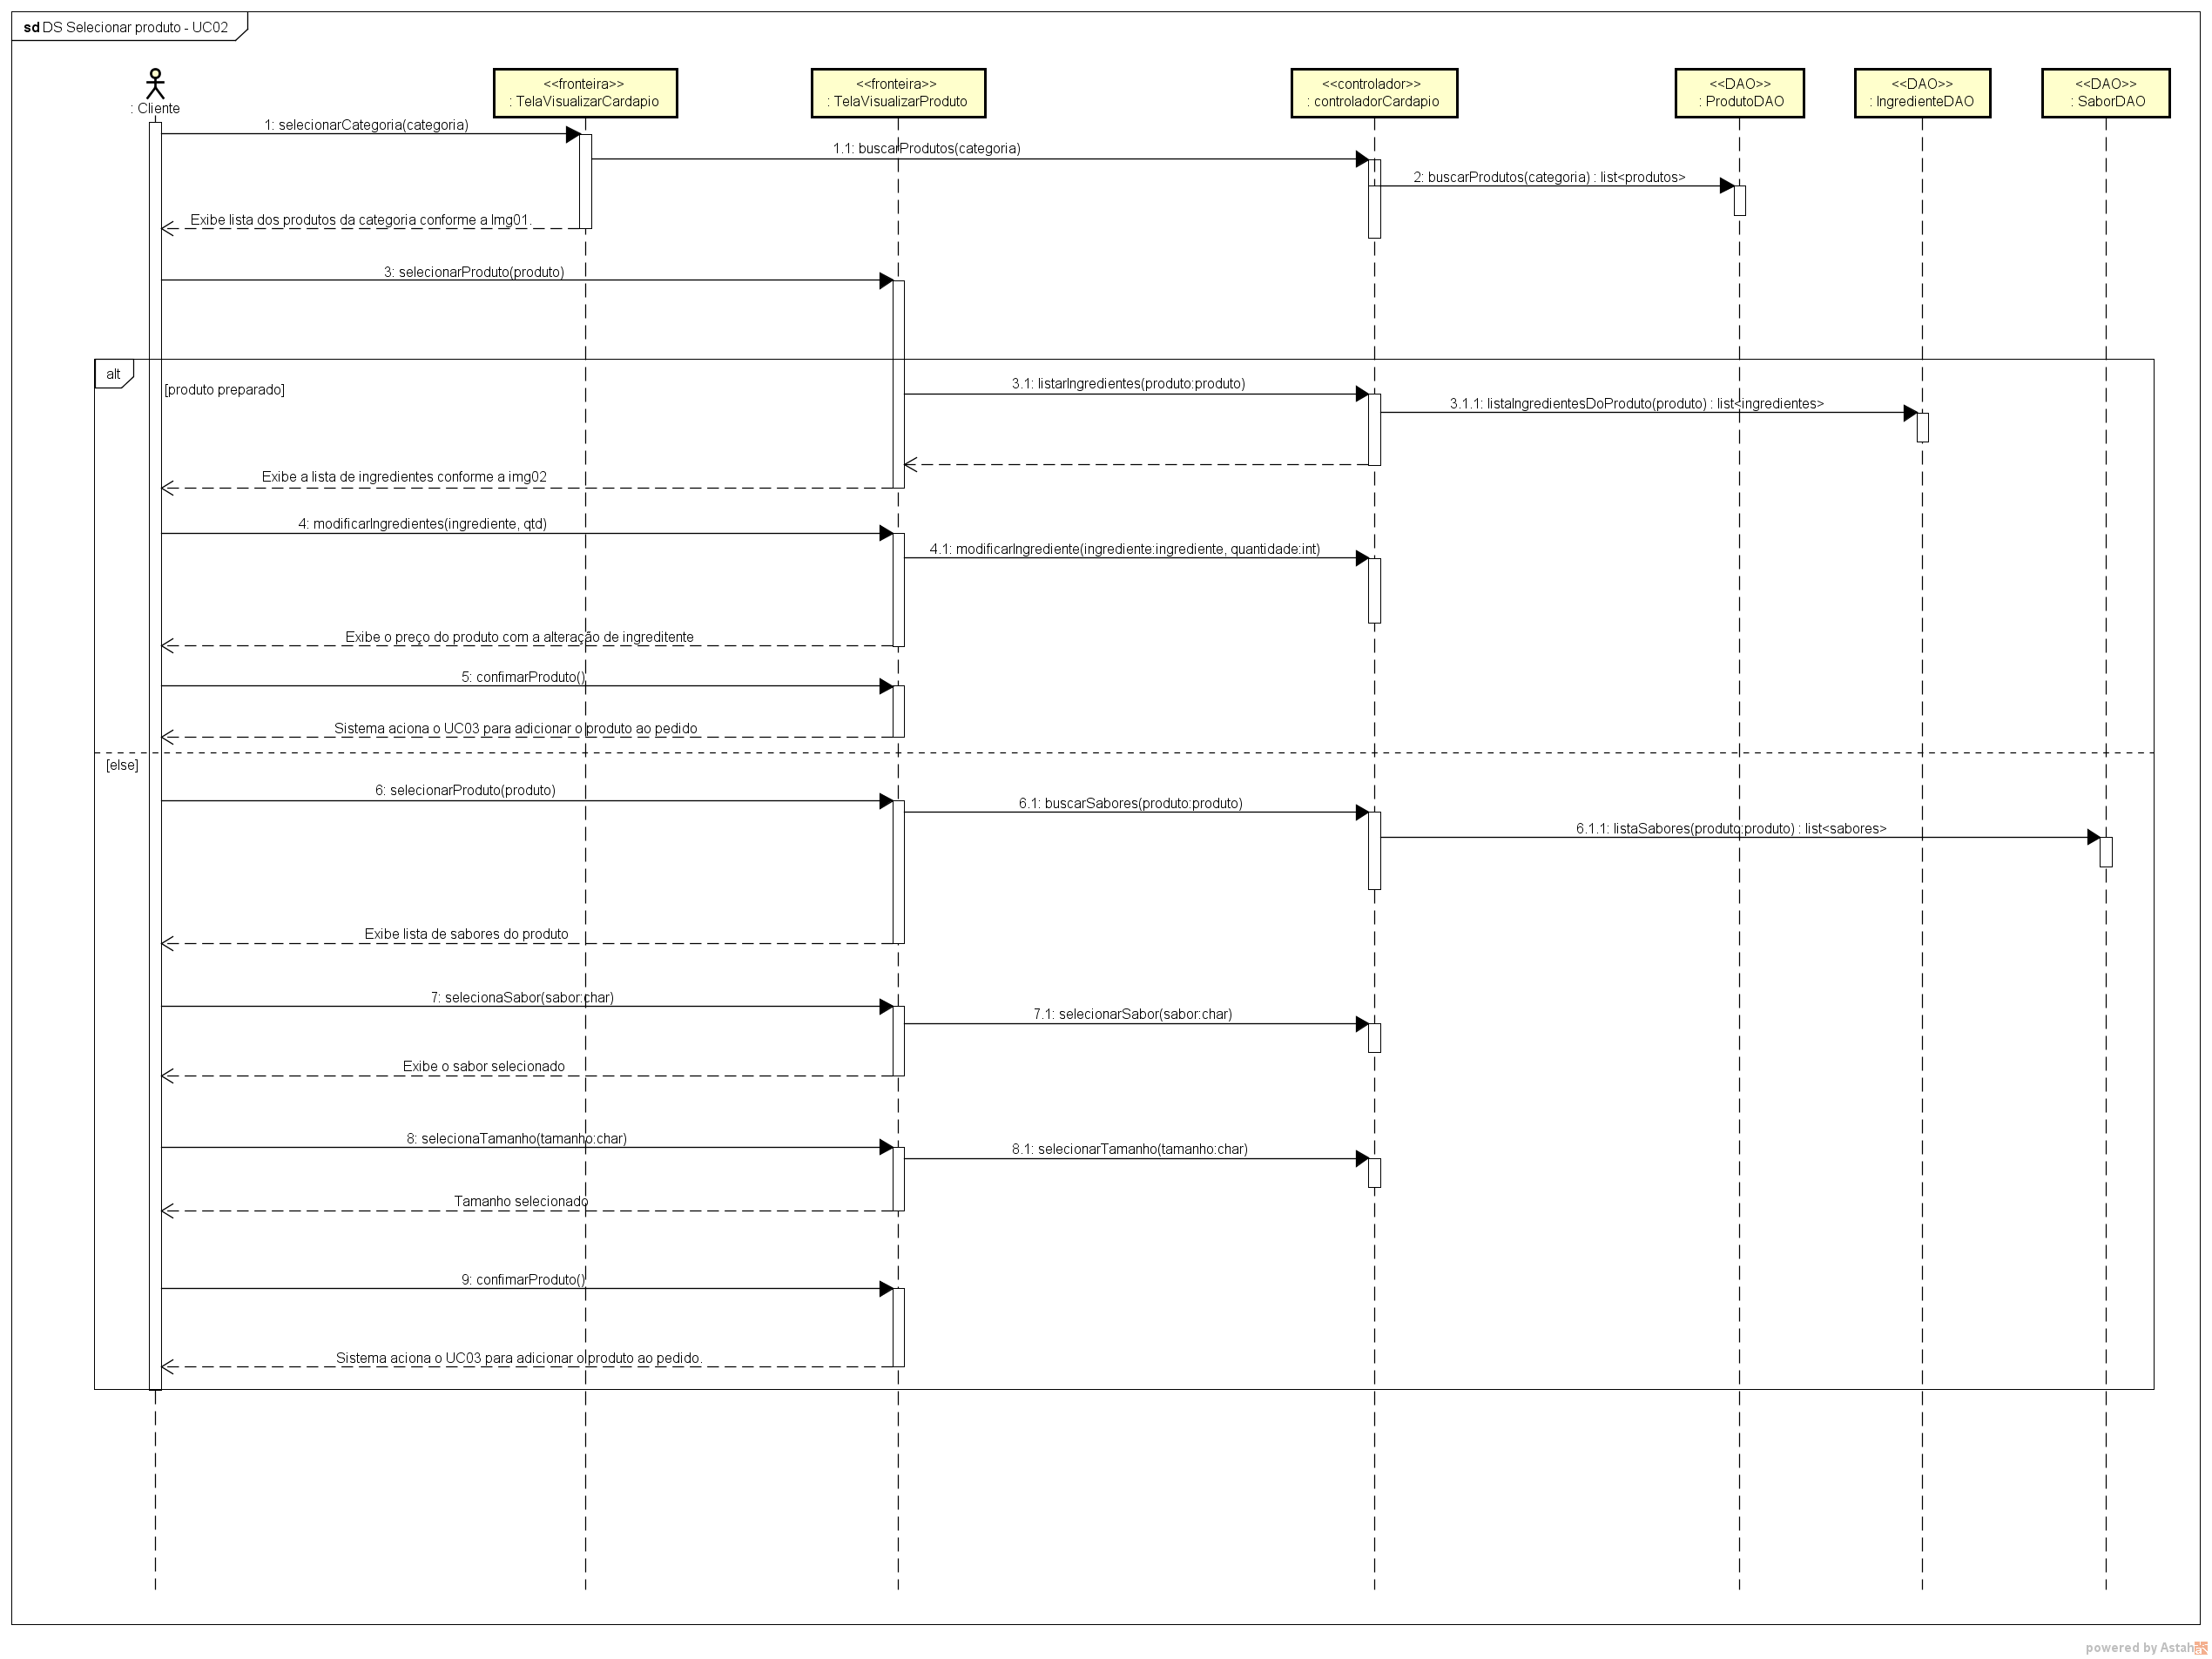 sd DS Selecionar produto - UC02
: Cliente
<<fronteira>>
: TelaVisualizarCardapio
<<fronteira>>
: TelaVisualizarProduto
<<controlador>>
: controladorCardapio
<<DAO>>
: ProdutoDAO
<<DAO>>
: IngredienteDAO
<<DAO>>
: SaborDAO
1: selecionarCategoria(categoria)
1.1: buscarProdutos(categoria)
2: buscarProdutos(categoria) : list<produtos>
Exibe lista dos produtos da categoria conforme a Img01.
3: selecionarProduto(produto)
alt
[produto preparado]
3.1: listarIngredientes(produto:produto)
3.1.1: listaIngredientesDoProduto(produto) : list<ingredientes>
Exibe a lista de ingredientes conforme a img02
4: modificarIngredientes(ingrediente, qtd)
4.1: modificarIngrediente(ingrediente:ingrediente, quantidade:int)
Exibe o preço do produto com a alteração de ingreditente
5: confimarProduto()
Sistema aciona o UC03 para adicionar o produto ao pedido
[else]
6: selecionarProduto(produto)
6.1: buscarSabores(produto:produto)
6.1.1: listaSabores(produto:produto) : list<sabores>
Exibe lista de sabores do produto
7: selecionaSabor(sabor:char)
7.1: selecionarSabor(sabor:char)
Exibe o sabor selecionado
8: selecionaTamanho(tamanho:char)
8.1: selecionarTamanho(tamanho:char)
Tamanho selecionado
9: confimarProduto()
Sistema aciona o UC03 para adicionar o produto ao pedido.
powered by Astah